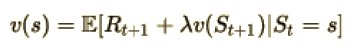 v(s) = 𝔼[R_{t+1} + λv(S_{t+1})|S_t = s]